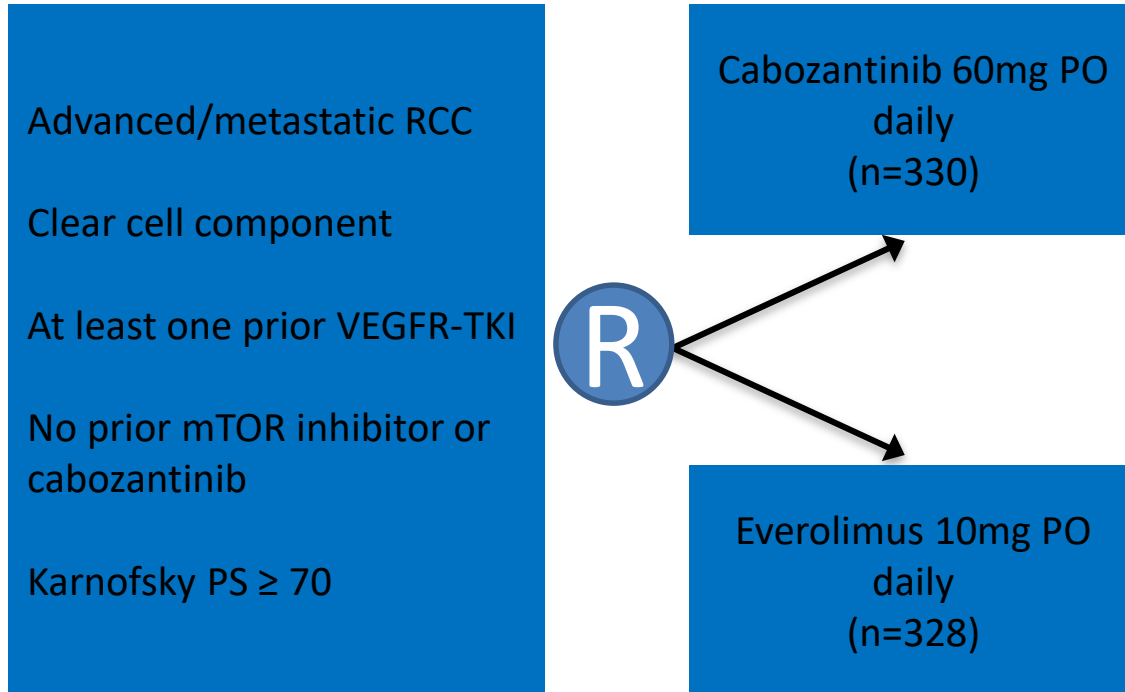 Advanced/metastatic RCC
Clear cell component
At least one prior VEGFR-TKI
No prior mTOR inhibitor or
cabozantinib
Karnofsky PS ≥ 70
R
Cabozantinib 60mg PO
daily
(n=330)
Everolimus 10mg PO
daily
(n=328)